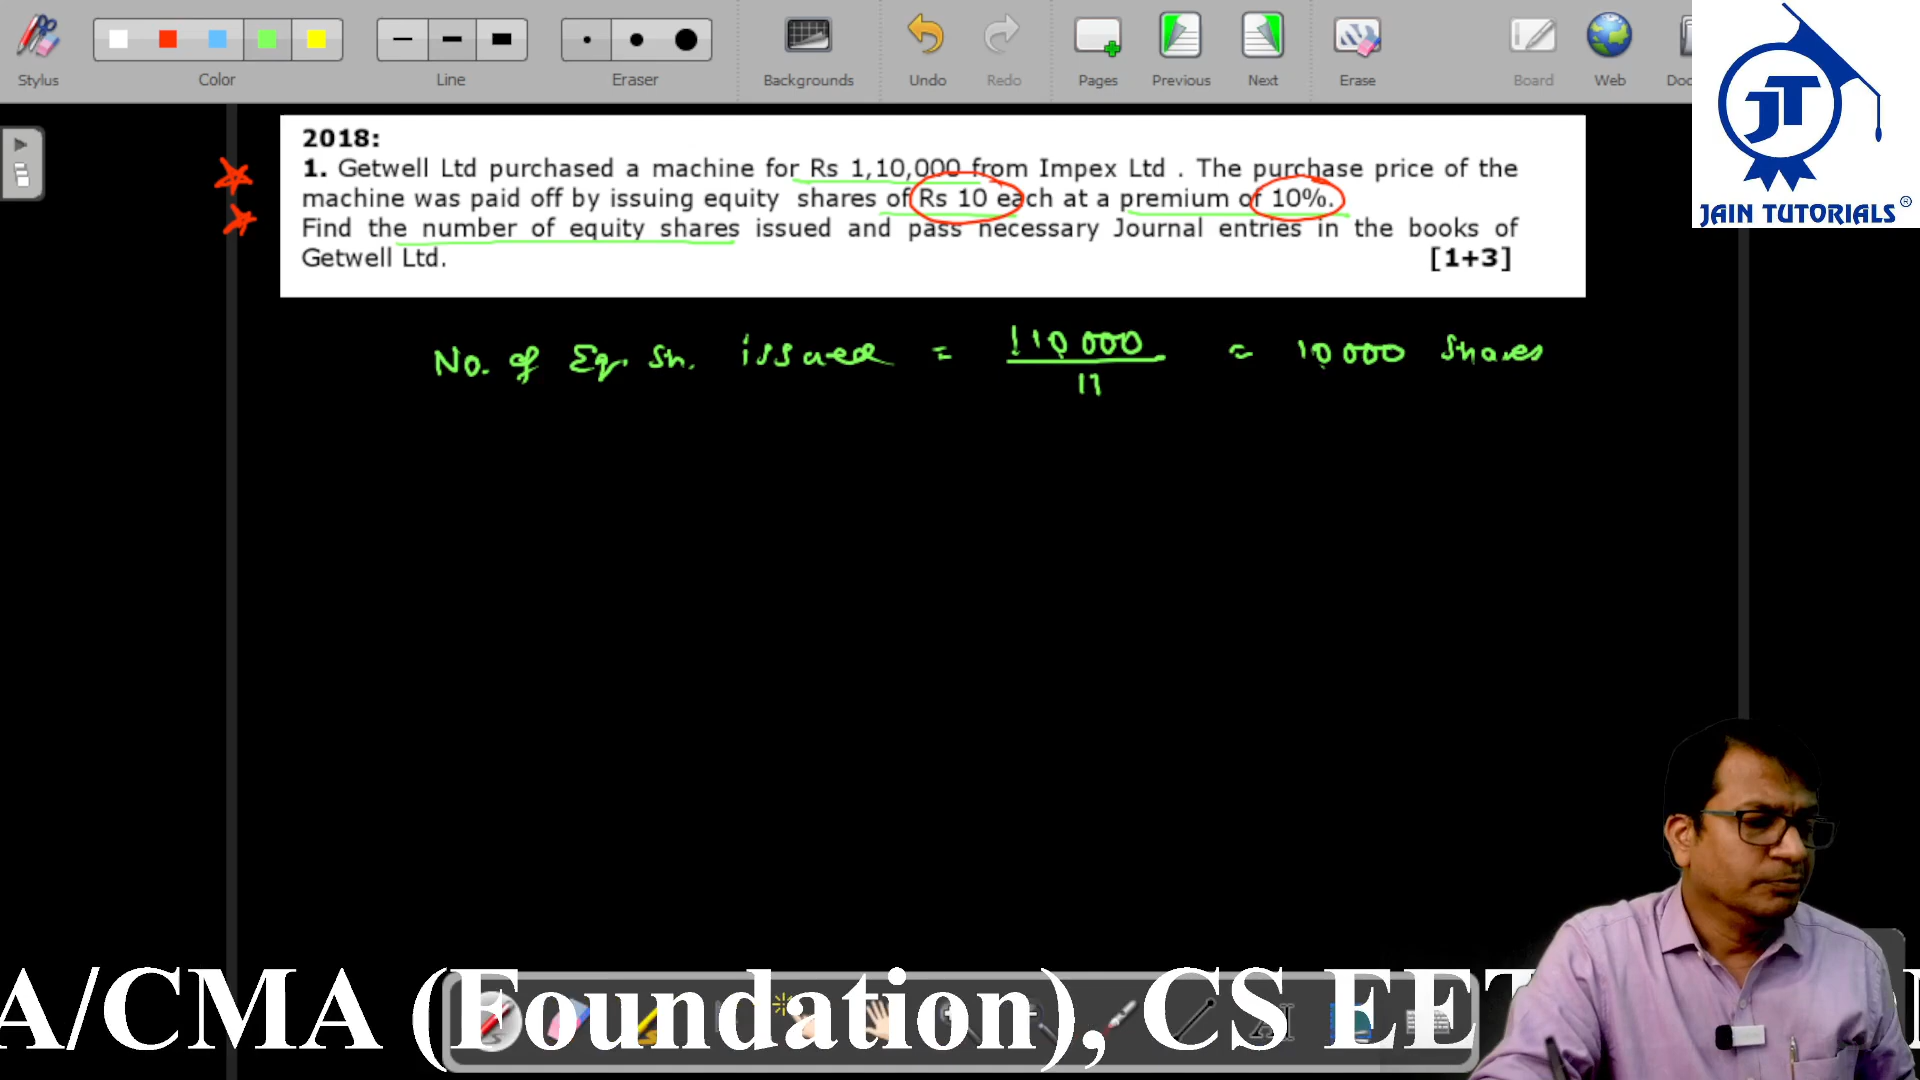 Stylus Color Line Eraser Backgrounds Undo Redo Pages Previous Next Erase Board Web
JT
JAIN TUTORIALS®
2018:
1. Getwell Ltd purchased a machine for Rs 1,10,000 from Impex Ltd . The purchase price of the
machine was paid off by issuing equity shares of Rs 10 each at a premium of 10%.
Find the number of equity shares issued and pass necessary Journal entries in the books of
Getwell Ltd. [1+3]
No. of Eq. Sh. issued = 110000 / 11 = 10000 Shares
A/CMA (Foundation), CS EET